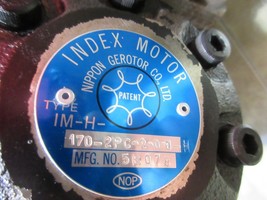 INDEX MOTOR
NIPPON GEROTOR CO., LTD.
PATENT
TYPE
IM-H-
MFG. NO.
NOP